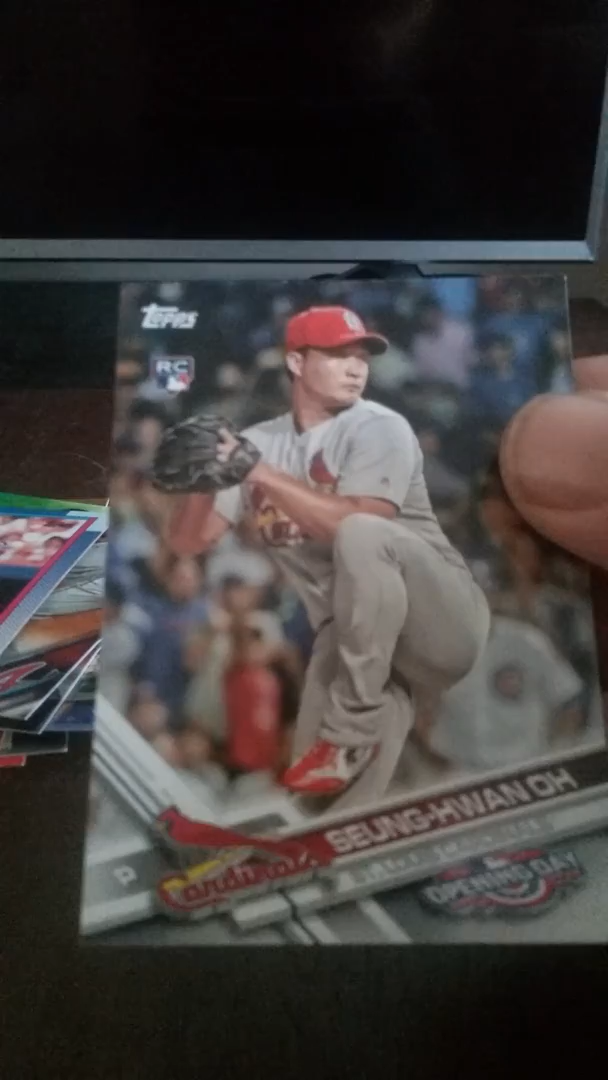 Topps
RC
SEUNG-HWAN OH
P
Cardinals
OPENING DAY